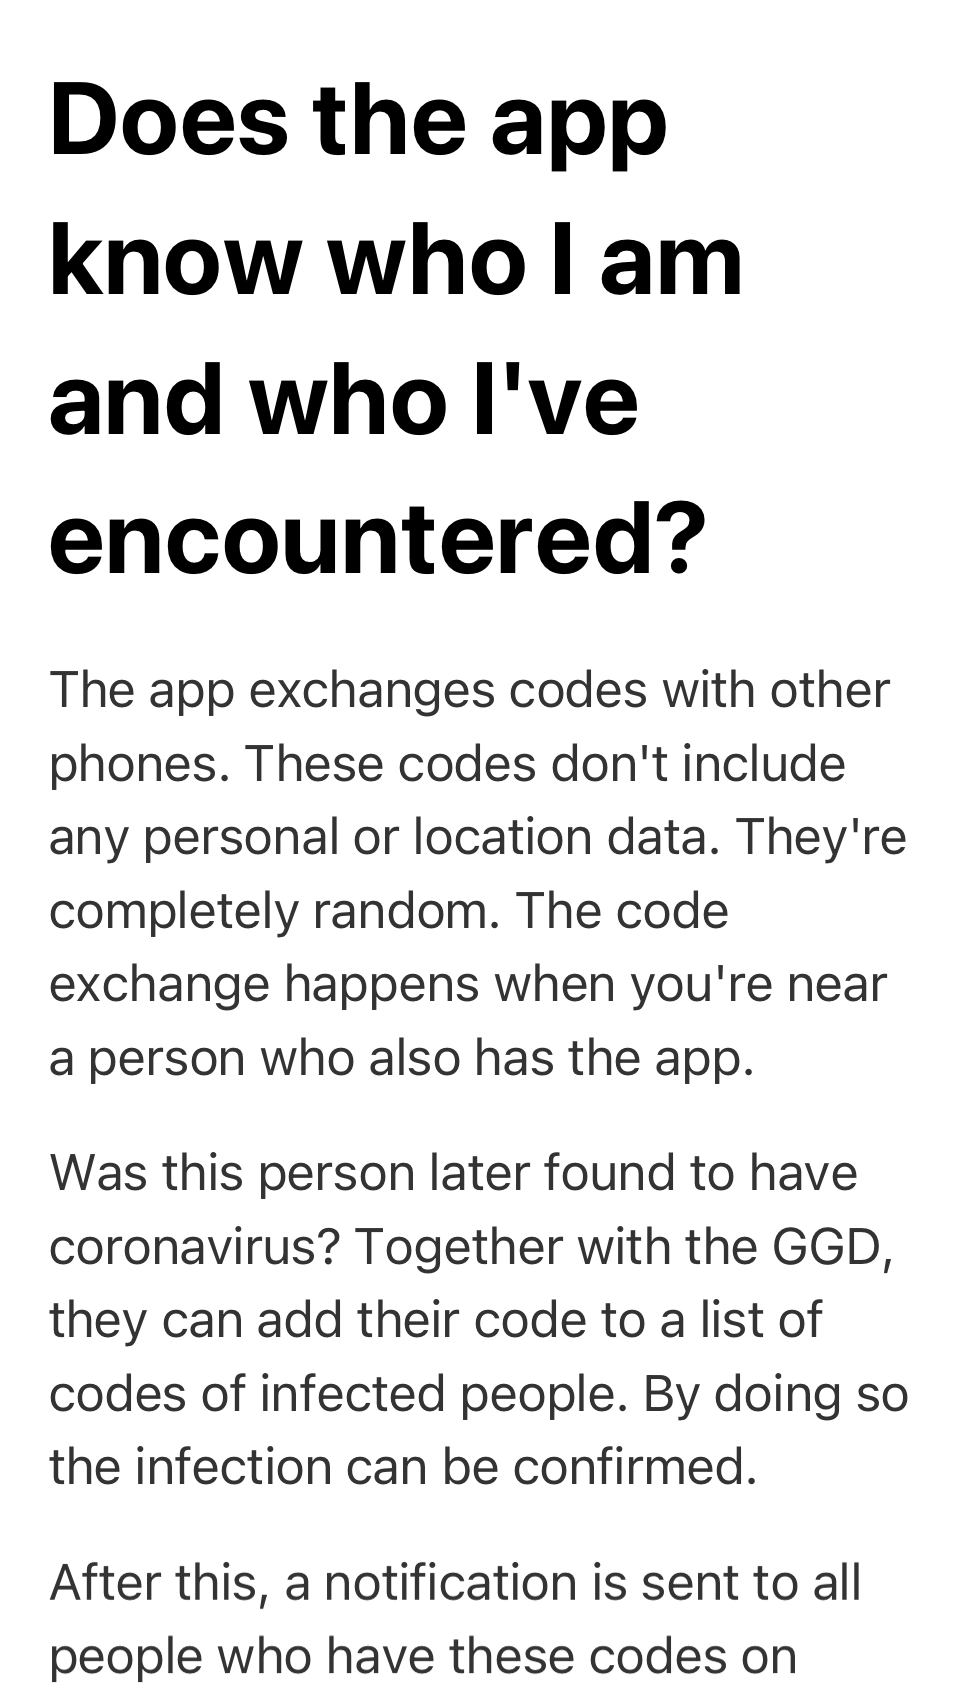 Does the app
know who I am
and who I've
encountered?
The app exchanges codes with other
phones. These codes don't include
any personal or location data. They're
completely random. The code
exchange happens when you're near
a person who also has the app.
Was this person later found to have
coronavirus? Together with the GGD,
they can add their code to a list of
codes of infected people. By doing so
the infection can be confirmed.
After this, a notification is sent to all
people who have these codes on